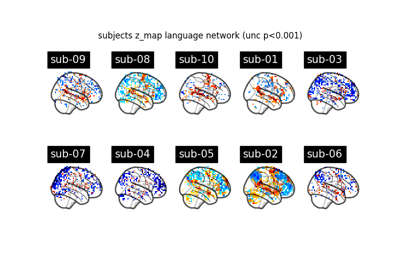 subjects z_map language network (unc p<0.001)
sub-09
sub-08
sub-10
sub-01
sub-03
sub-07
sub-04
sub-05
sub-02
sub-06